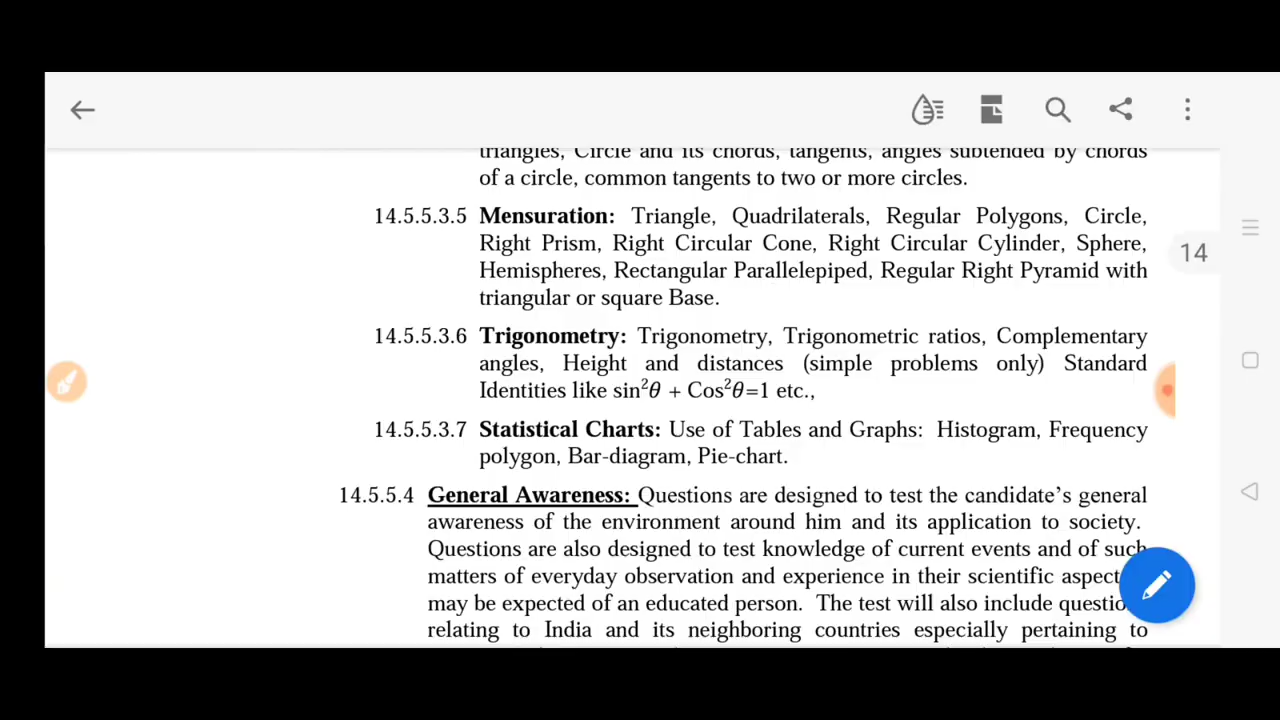 triangles, Circle and its chords, tangents, angles subtended by chords
of a circle, common tangents to two or more circles.
14.5.5.3.5 Mensuration: Triangle, Quadrilaterals, Regular Polygons, Circle,
Right Prism, Right Circular Cone, Right Circular Cylinder, Sphere,
Hemispheres, Rectangular Parallelepiped, Regular Right Pyramid with
triangular or square Base.
14
14.5.5.3.6 Trigonometry: Trigonometry, Trigonometric ratios, Complementary
angles, Height and distances (simple problems only) Standard
Identities like sin²θ + Cos²θ=1 etc.,
14.5.5.3.7 Statistical Charts: Use of Tables and Graphs: Histogram, Frequency
polygon, Bar-diagram, Pie-chart.
14.5.5.4 General Awareness: Questions are designed to test the candidate's general
awareness of the environment around him and its application to society.
Questions are also designed to test knowledge of current events and of such
matters of everyday observation and experience in their scientific
may be expected of an educated person. The test will also include
relating to India and its neighboring countries especially pertaining to